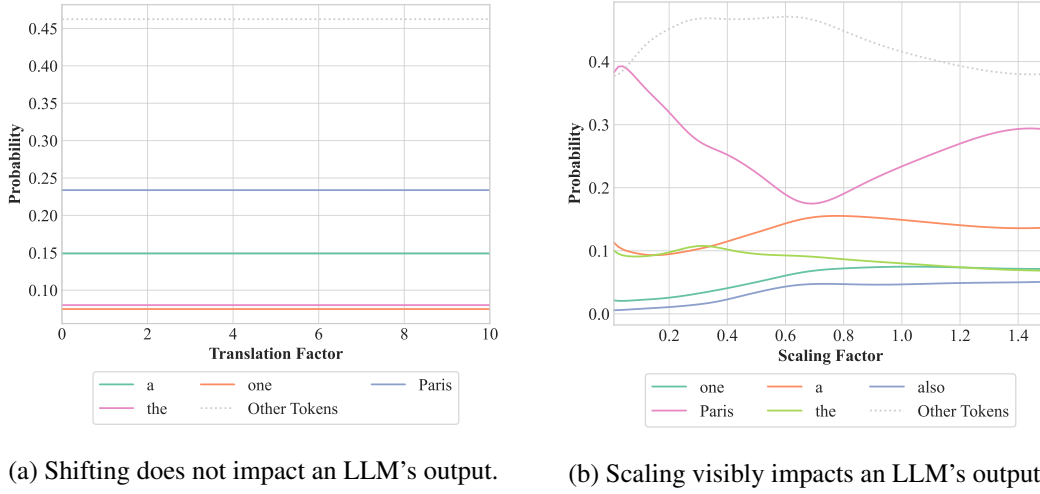 0.45
0.40
0.35
0.30
0.25
0.20
0.15
0.10
Probability
0 2 4 6 8 10
Translation Factor
a one Paris
the Other Tokens
(a) Shifting does not impact an LLM's output.
0.4
0.3
0.2
0.1
0.0
Probability
0.2 0.4 0.6 0.8 1.0 1.2 1.4
Scaling Factor
one a also
Paris the Other Tokens
(b) Scaling visibly impacts an LLM's output